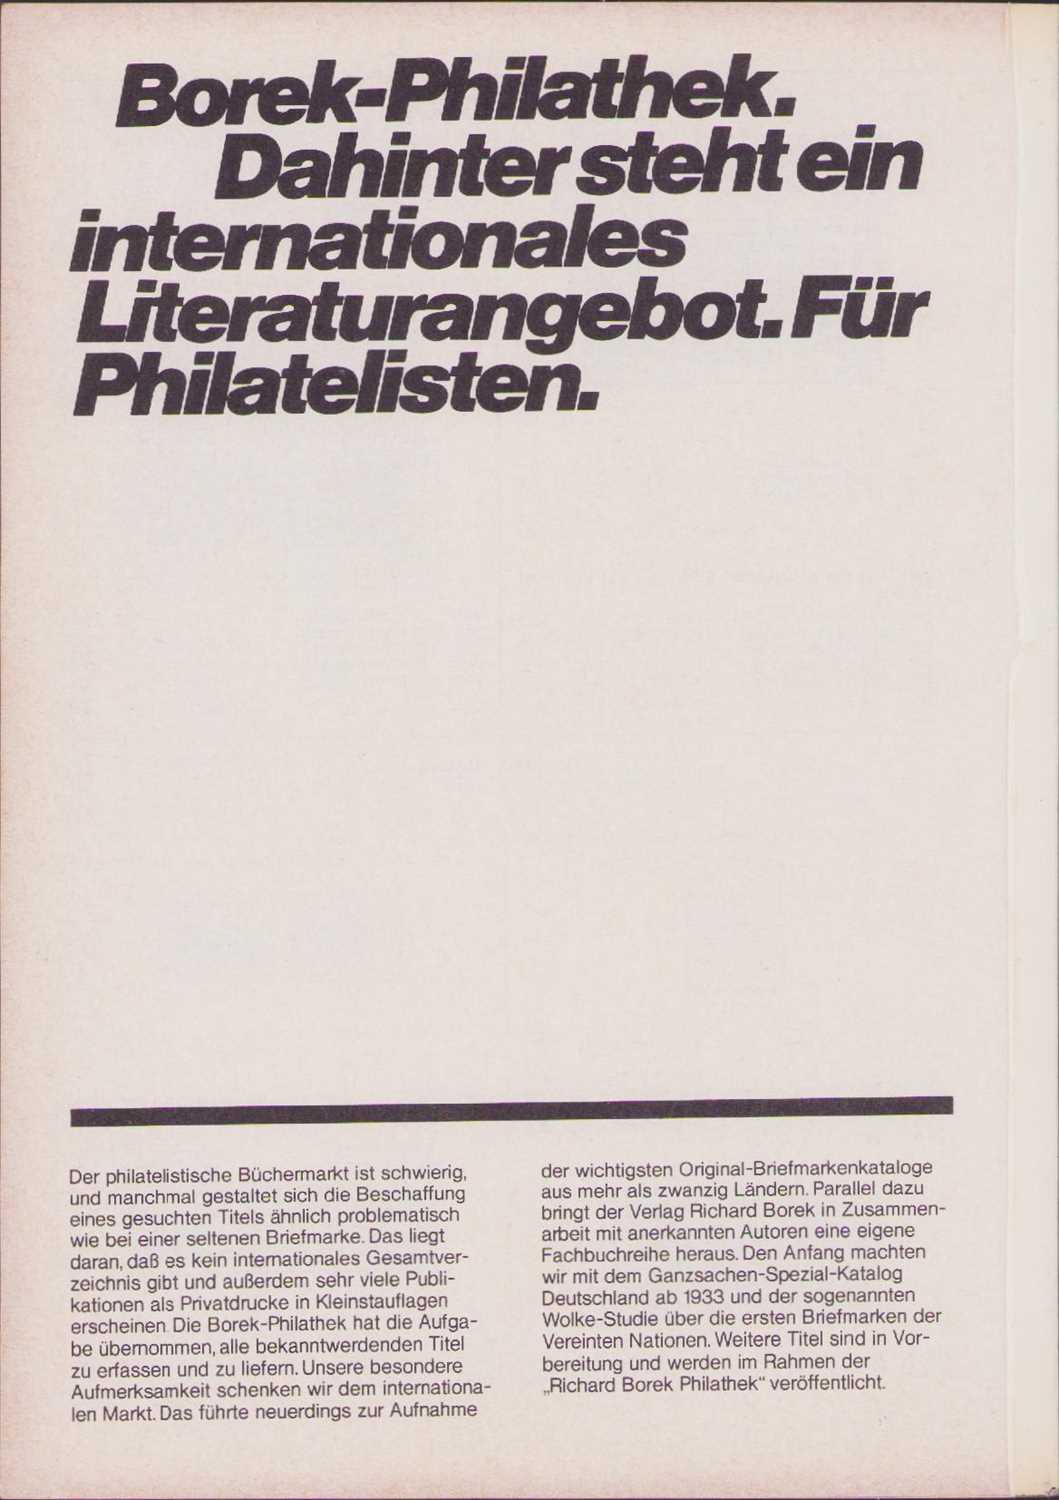 Borek-Philathek.
Dahinter steht ein
internationales
Literaturangebot. Für
Philatelisten.
Der philatelistische Büchermarkt ist schwierig,
und manchmal gestaltet sich die Beschaffung
eines gesuchten Titels ähnlich problematisch
wie bei einer seltenen Briefmarke. Das liegt
daran, daß es kein internationales Gesamtver-
zeichnis gibt und außerdem sehr viele Publi-
kationen als Privatdrucke in Kleinstauflagen
erscheinen Die Borek-Philathek hat die Aufga-
be übernommen, alle bekanntwerdenden Titel
zu erfassen und zu liefern. Unsere besondere
Aufmerksamkeit schenken wir dem internationa-
len Markt. Das führte neuerdings zur Aufnahme
der wichtigsten Original-Briefmarkenkataloge
aus mehr als zwanzig Ländern. Parallel dazu
bringt der Verlag Richard Borek in Zusammen-
arbeit mit anerkannten Autoren eine eigene
Fachbuchreihe heraus. Den Anfang machten
wir mit dem Ganzsachen-Spezial-Katalog
Deutschland ab 1933 und der sogenannten
Wolke-Studie über die ersten Briefmarken der
Vereinten Nationen. Weitere Titel sind in Vor-
bereitung und werden im Rahmen der
„Richard Borek Philathek“ veröffentlicht.